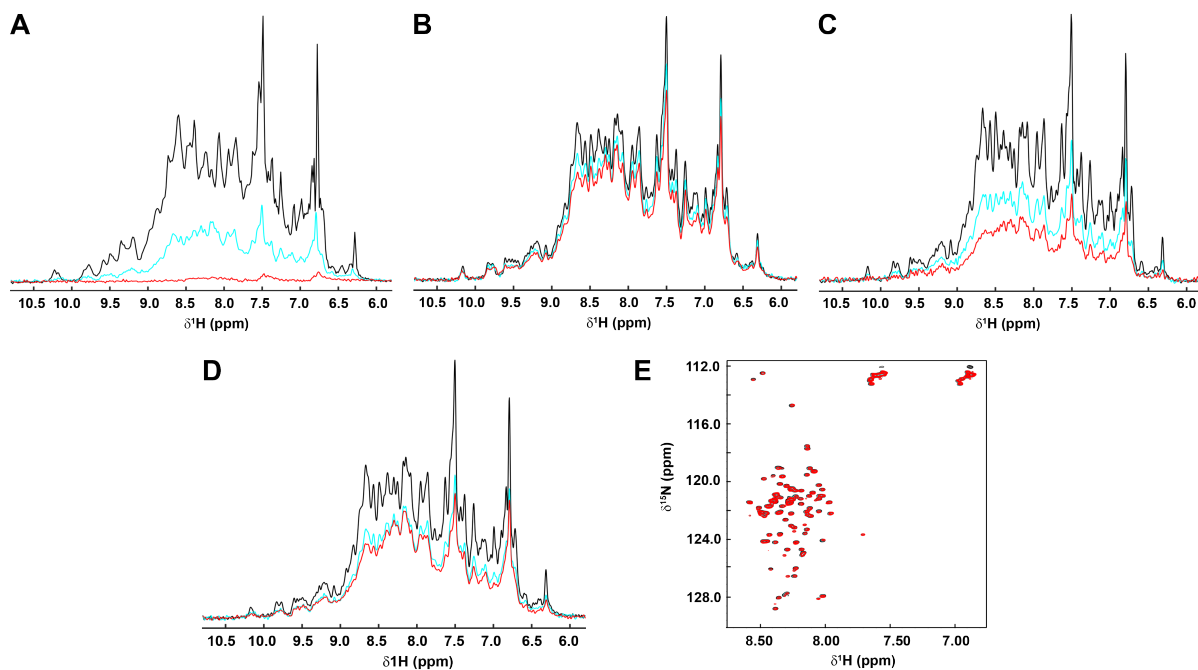 A
10.5 10.0 9.5 9.0 8.5 8.0 7.5 7.0 6.5 6.0
δ¹H (ppm)
B
10.5 10.0 9.5 9.0 8.5 8.0 7.5 7.0 6.5 6.0
δ¹H (ppm)
C
10.5 10.0 9.5 9.0 8.5 8.0 7.5 7.0 6.5 6.0
δ¹H (ppm)
D
10.5 10.0 9.5 9.0 8.5 8.0 7.5 7.0 6.5 6.0
δ1H (ppm)
E
112.0
116.0
120.0
124.0
128.0
δ¹⁵N (ppm)
8.50 8.00 7.50 7.00
δ¹H (ppm)